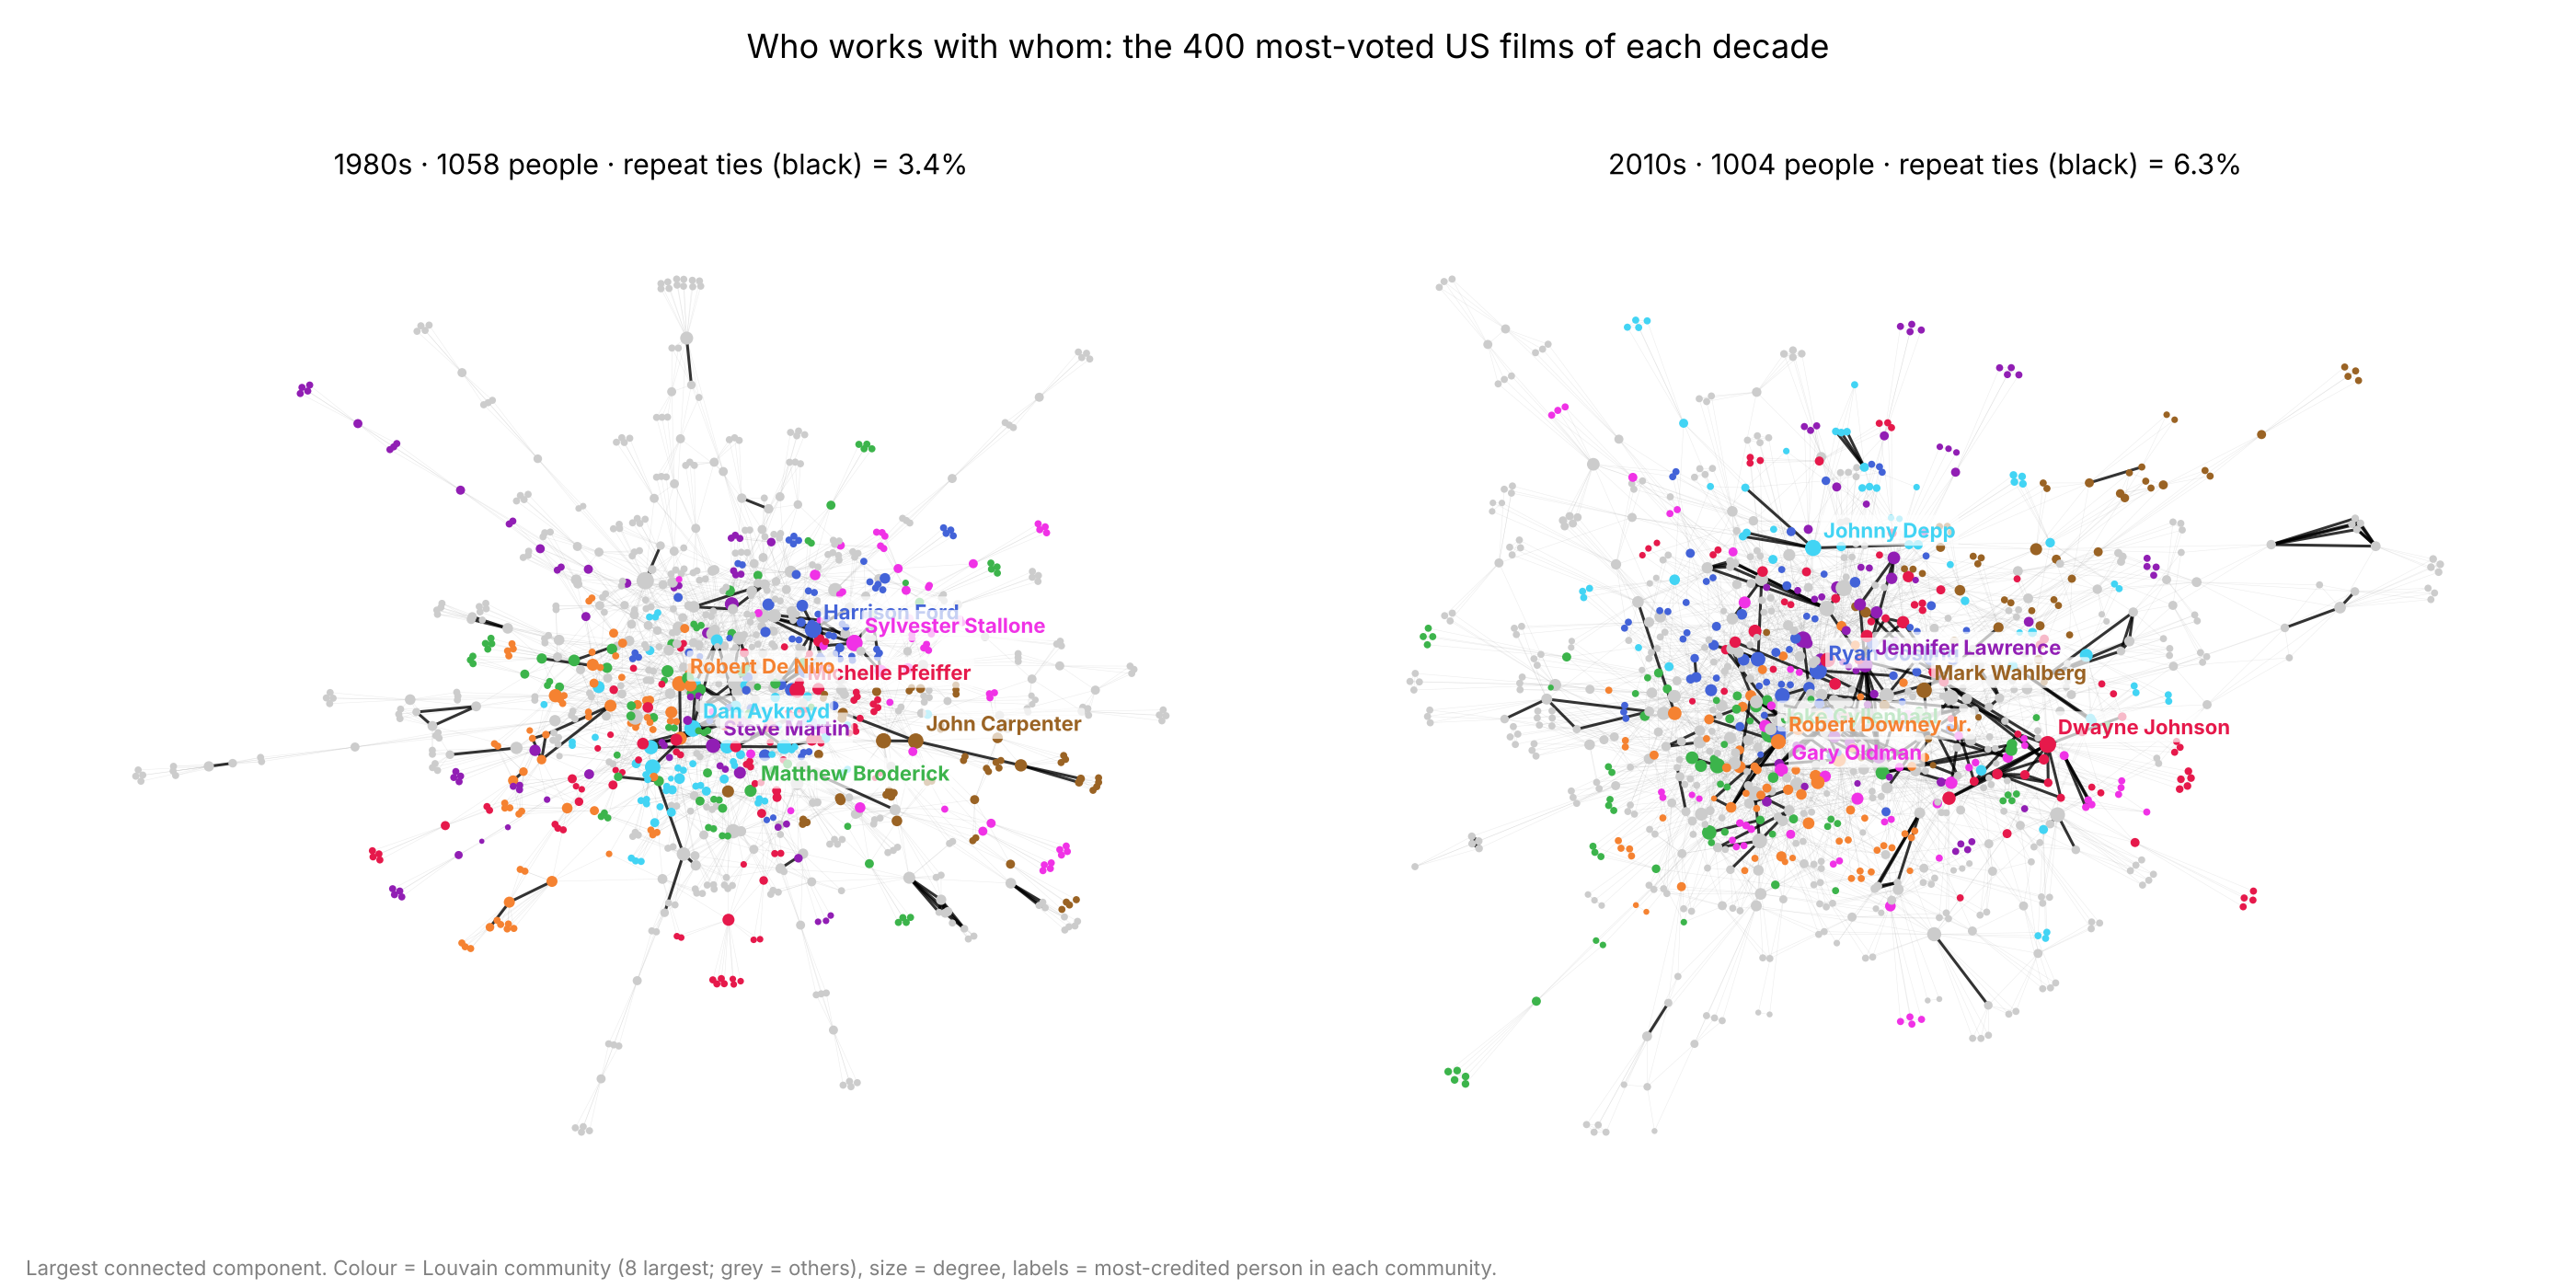 Who works with whom: the 400 most-voted US films of each decade
1980s · 1058 people · repeat ties (black) = 3.4%
2010s · 1004 people · repeat ties (black) = 6.3%
Harrison Ford
Sylvester Stallone
Robert De Niro
chelle Pfeiffer
Dan Aykroyd
Steve Martin
John Carpenter
Matthew Broderick
Johnny Depp
Ryan
Jennifer Lawrence
Mark Wahlberg
Robert Downey Jr.
Dwayne Johnson
Gary Oldman
Largest connected component. Colour = Louvain community (8 largest; grey = others), size = degree, labels = most-credited person in each community.